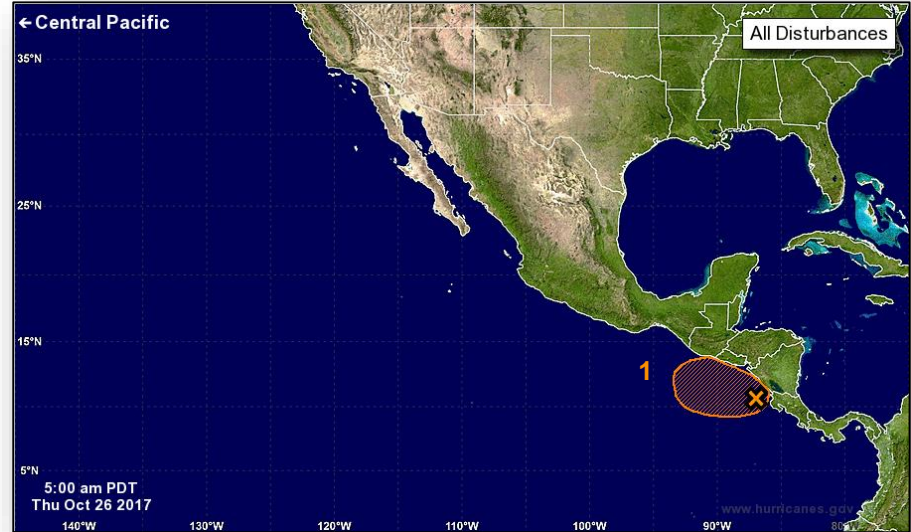 ← Central Pacific
All Disturbances
35°N
25°N
15°N
1
5°N
5:00 am PDT
Thu Oct 26 2017
www.hurricanes.gov
140°W 130°W 120°W 110°W 100°W 90°W 80°W